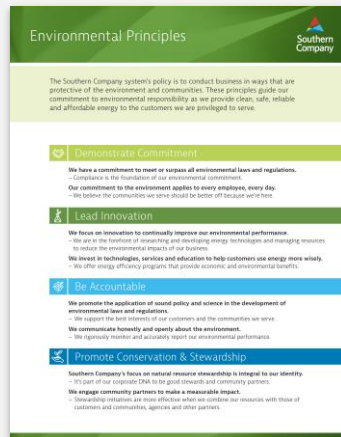 Environmental Principles
Southern
Company
The Southern Company system's policy is to conduct business in ways that are
protective of the environment and communities. These principles guide our
commitment to environmental responsibility as we provide clean, safe, reliable
and affordable energy to the customers we are privileged to serve.
Demonstrate Commitment
We have a commitment to meet or surpass all environmental laws and regulations.
– Compliance is the foundation of our environmental commitment.
Our commitment to the environment applies to every employee, every day.
– We believe the communities we serve should be better off because we're here.
Lead Innovation
We focus on innovation to continually improve our environmental performance.
– We are in the forefront of researching and developing energy technologies and managing resources
to reduce the environmental impacts of our business.
We invest in technologies, services and education to help customers use energy more wisely.
– We offer energy efficiency programs that provide economic and environmental benefits.
Be Accountable
We promote the application of sound policy and science in the development of
environmental laws and regulations.
– We support the best interests of our customers and the communities we serve.
We communicate honestly and openly about the environment.
– We rigorously monitor and accurately report our environmental performance.
Promote Conservation & Stewardship
Southern Company's focus on natural resource stewardship is integral to our identity.
– It's part of our corporate DNA to be good stewards and community partners.
We engage community partners to make a measurable impact.
– Stewardship initiatives are more effective when we combine our resources with those of
customers and communities, agencies and other partners.